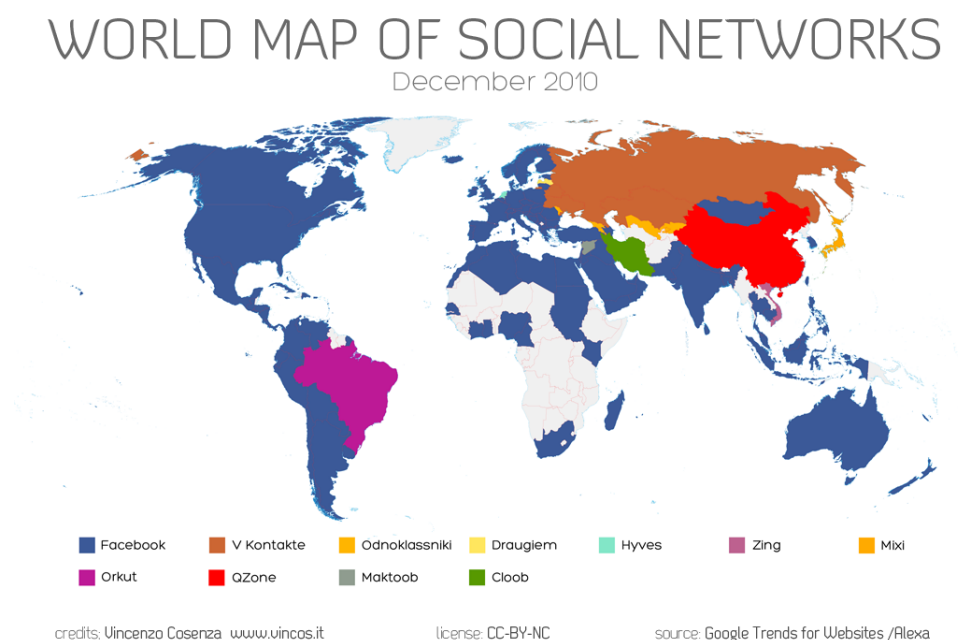 WORLD MAP OF SOCIAL NETWORKS
December 2010
Facebook V Kontakte Odnoklassniki Draugiem Hyves Zing Mixi
Orkut QZone Maktoob Cloob
credits: Vincenzo Cosenza www.vincos.it license: CC-BY-NC source: Google Trends for Websites /Alexa